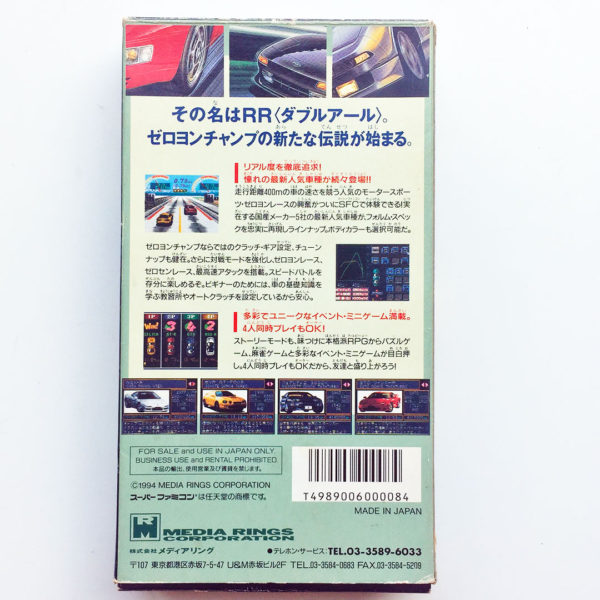 その名はRR〈ダブルアール〉。
ゼロヨンチャンプの新たな伝説が始まる。
リアル度を徹底追求!
憧れの最新人気車種が続々登場!!
走行距離400mの車の速さを競う人気のモータースポー
ツ・ゼロヨンレースの興奮がついにSFCで体験できる!実
在する国産メーカー5社の最新人気車種が、フォルム・スペッ
クを忠実に再現しラインナップ。ボディカラーも選択可能だ。
ゼロヨンチャンプならではのクラッチ・ギア設定、チューン
ナップも健在。さらに対戦モードを強化し、ゼロヨンレース、
ゼロセンレース、最高速アタックを搭載。スピードバトルを
存分に楽しめるぞ。ビギナーのためには、車の基礎知識を
学ぶ教習所やオートクラッチを設定しているから安心。
多彩でユニークなイベント・ミニゲーム満載。
4人同時プレイもOK!
ストーリーモードも、味つけに本格派RPGからパズルゲ
ーム、麻雀ゲームと多彩なイベント・ミニゲームが目白押
し。4人同時プレイもOKだから、友達と盛り上がろう!
1P 2P 3P 4P
FOR SALE and USE IN JAPAN ONLY.
BUSINESS USE and RENTAL PROHIBITED.
本品の輸出、使用営業及び賃貸を禁じます。
©1994 MEDIA RINGS CORPORATION
スーパーファミコンは任天堂の商標です。
T4989006000084
MADE IN JAPAN
RM
MEDIA RINGS
CORPORATION
株式会社 メディアリング
●テレホン・サービス:TEL.03-3589-6033
〒107 東京都港区赤坂7-5-47 U&M赤坂ビル2F TEL.03-3584-0683 FAX.03-3584-5209